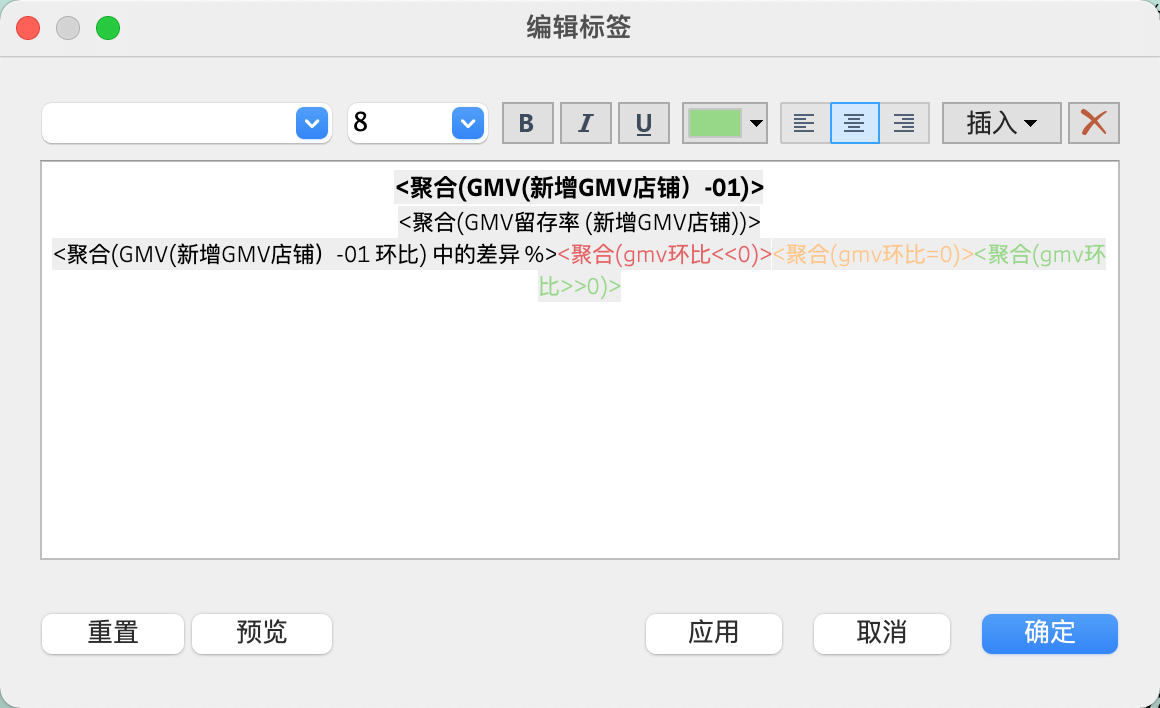 编辑标签
8 B I U 插入
<聚合(GMV(新增GMV店铺）-01)>
<聚合(GMV留存率 (新增GMV店铺))>
<聚合(GMV(新增GMV店铺）-01 环比) 中的差异 %><聚合(gmv环比<<0)><聚合(gmv环比=0)><聚合(gmv环
比>>0)>
重置 预览 应用 取消 确定